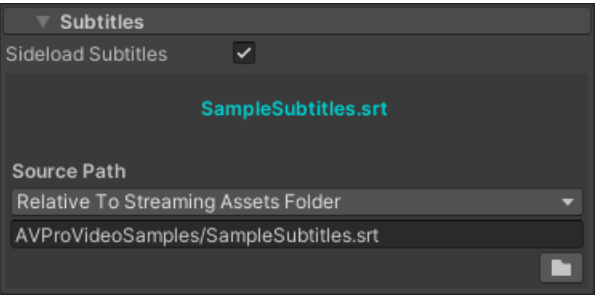 Subtitles
Sideload Subtitles
SampleSubtitles.srt
Source Path
Relative To Streaming Assets Folder
AVProVideoSamples/SampleSubtitles.srt